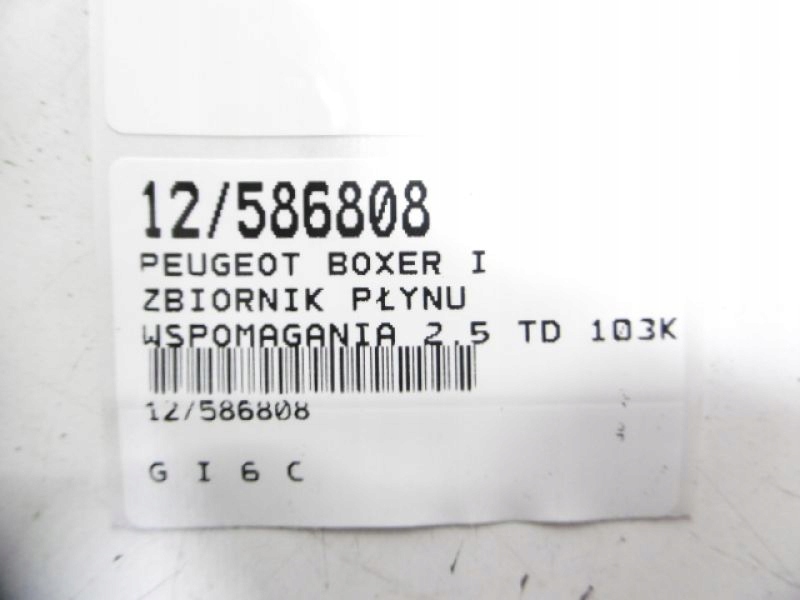 12/586808
PEUGEOT BOXER I
ZBIORNIK PŁYNU
WSPOMAGANIA 2.5 TD 103K
12/586808
G I 6 C